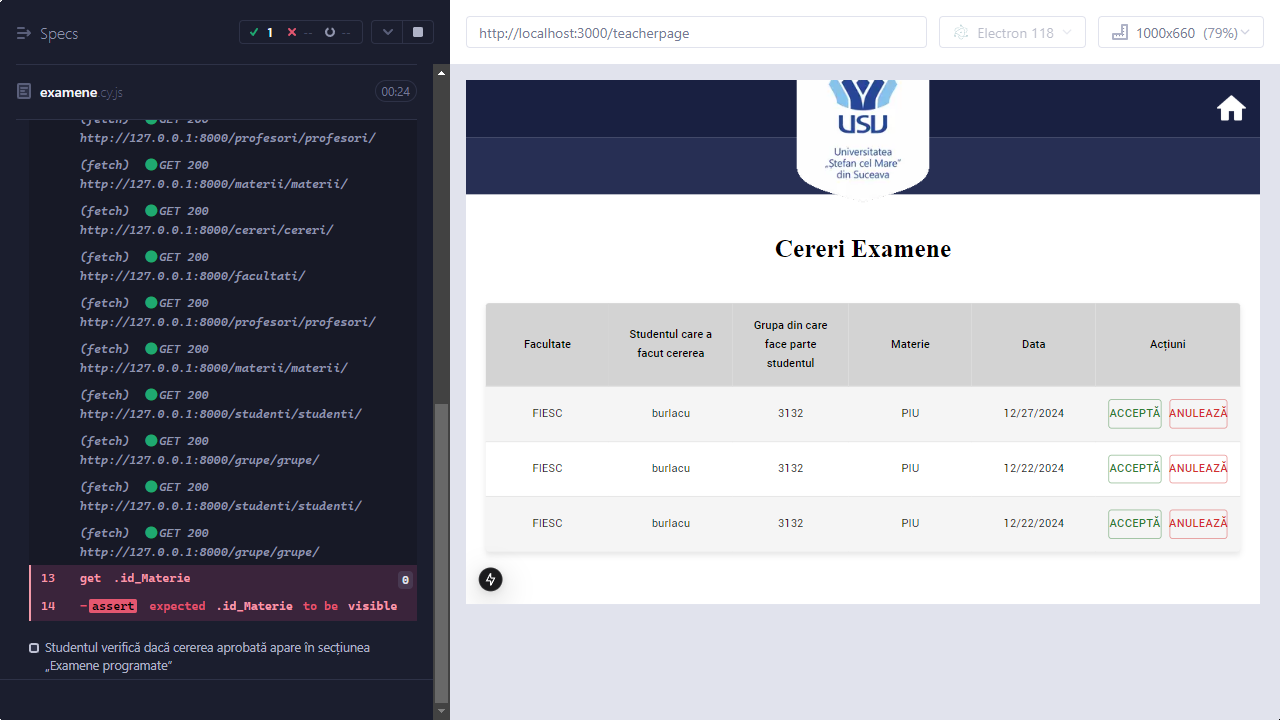 Specs
1
--
--
examene.cy.js
00:24
(fetch) GET 200
http://127.0.0.1:8000/profesori/profesori/
(fetch) GET 200
http://127.0.0.1:8000/materii/materii/
(fetch) GET 200
http://127.0.0.1:8000/cereri/cereri/
(fetch) GET 200
http://127.0.0.1:8000/facultati/
(fetch) GET 200
http://127.0.0.1:8000/profesori/profesori/
(fetch) GET 200
http://127.0.0.1:8000/materii/materii/
(fetch) GET 200
http://127.0.0.1:8000/studenti/studenti/
(fetch) GET 200
http://127.0.0.1:8000/grupe/grupe/
(fetch) GET 200
http://127.0.0.1:8000/studenti/studenti/
(fetch) GET 200
http://127.0.0.1:8000/grupe/grupe/
13 get .id_Materie 0
14 -assert expected .id_Materie to be visible
Studentul verifică dacă cererea aprobată apare în secțiunea
„Examene programate”
http://localhost:3000/teacherpage
Electron 118
1000x660 (79%)
USU
Universitatea
„Ștefan cel Mare”
din Suceava
Cereri Examene
Facultate
Studentul care a
facut cererea
Grupa din care
face parte
studentul
Materie
Data
Acțiuni
FIESC burlacu 3132 PIU 12/27/2024 ACCEPTĂ ANULEAZĂ
FIESC burlacu 3132 PIU 12/22/2024 ACCEPTĂ ANULEAZĂ
FIESC burlacu 3132 PIU 12/22/2024 ACCEPTĂ ANULEAZĂ